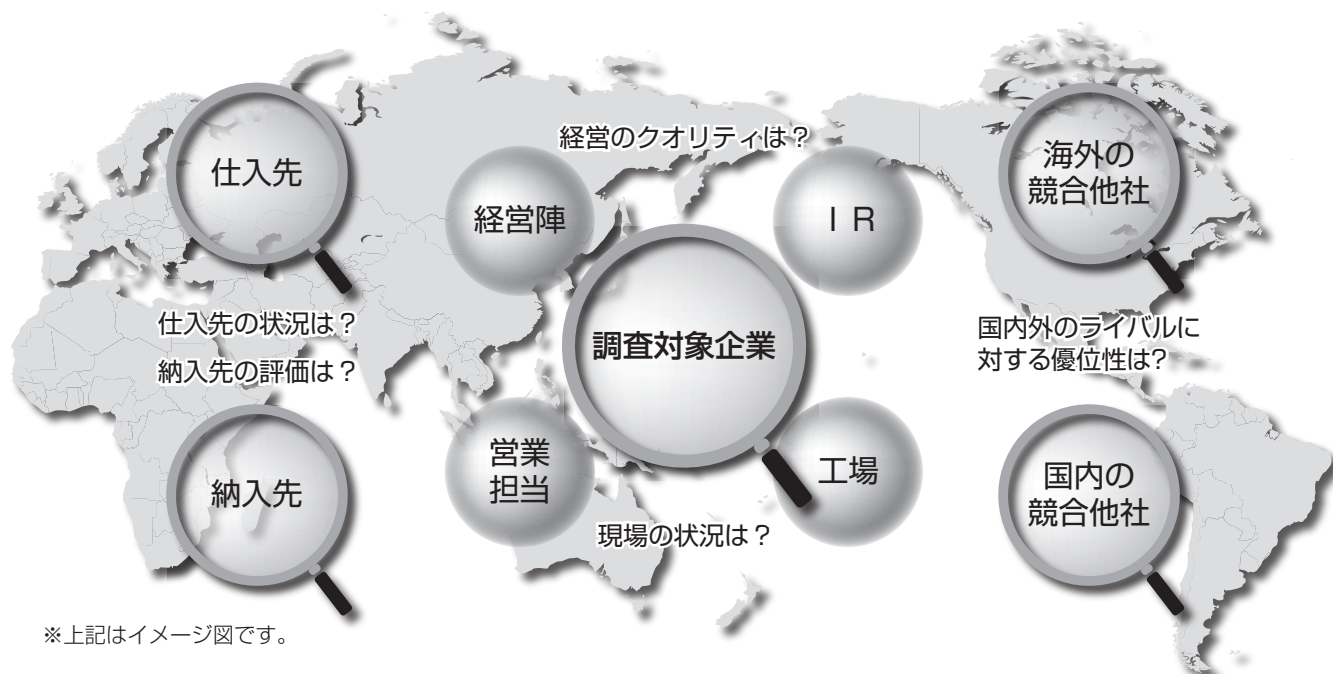 経営のクオリティは?
仕入先
経営陣
I R
海外の
競合他社
調査対象企業
仕入先の状況は?
納入先の評価は?
国内外のライバルに
対する優位性は?
納入先
営業
担当
工場
国内の
競合他社
現場の状況は?
※上記はイメージ図です。